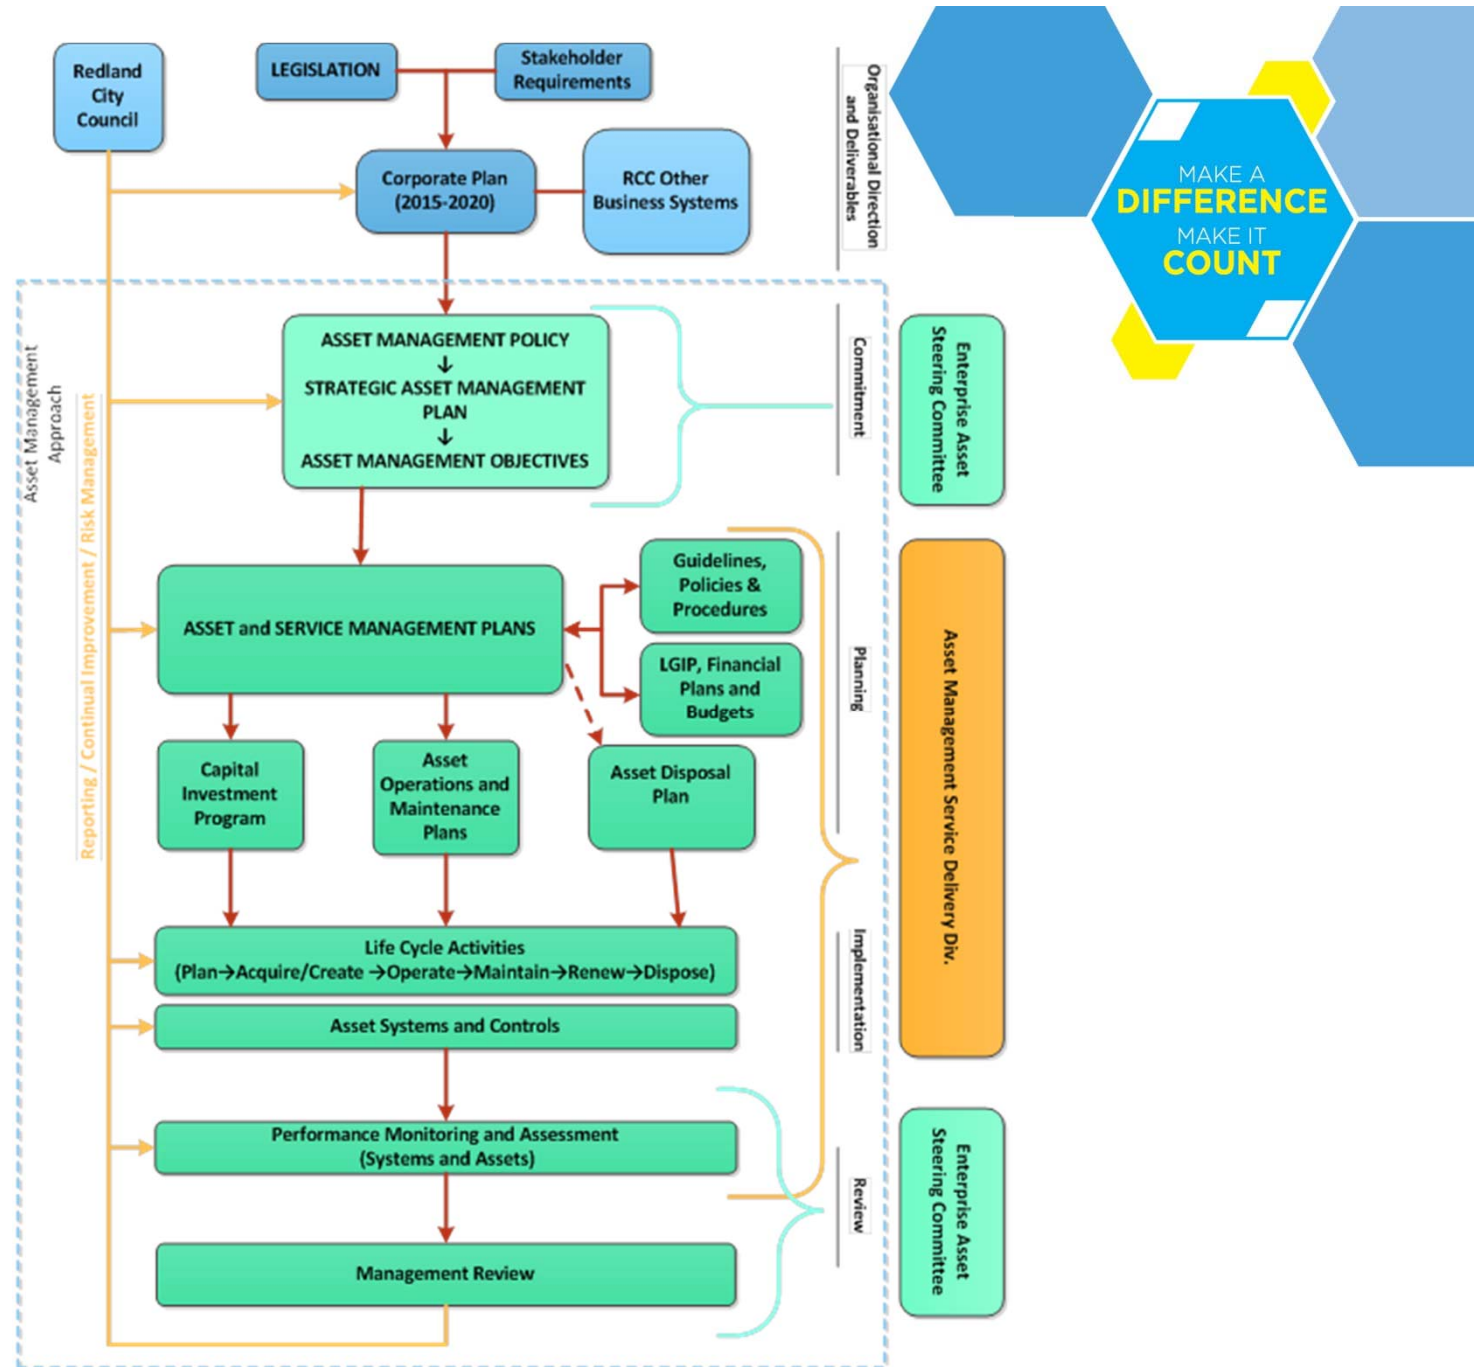 Redland
City
Council
LEGISLATION
Stakeholder
Requirements
Corporate Plan
(2015-2020)
RCC Other
Business Systems
Organisational Direction
and Deliverables
MAKE A
DIFFERENCE
MAKE IT
COUNT
Asset Management
Approach
Reporting / Continual Improvement / Risk Management
ASSET MANAGEMENT POLICY
↓
STRATEGIC ASSET MANAGEMENT
PLAN
↓
ASSET MANAGEMENT OBJECTIVES
Commitment
Enterprise Asset
Steering Committee
ASSET and SERVICE MANAGEMENT PLANS
Guidelines,
Policies &
Procedures
LGIP, Financial
Plans and
Budgets
Planning
Asset Management Service Delivery Div.
Capital
Investment
Program
Asset
Operations and
Maintenance
Plans
Asset Disposal
Plan
Life Cycle Activities
(Plan→Acquire/Create →Operate→Maintain→Renew→Dispose)
Asset Systems and Controls
Implementation
Performance Monitoring and Assessment
(Systems and Assets)
Management Review
Review
Enterprise Asset
Steering Committee